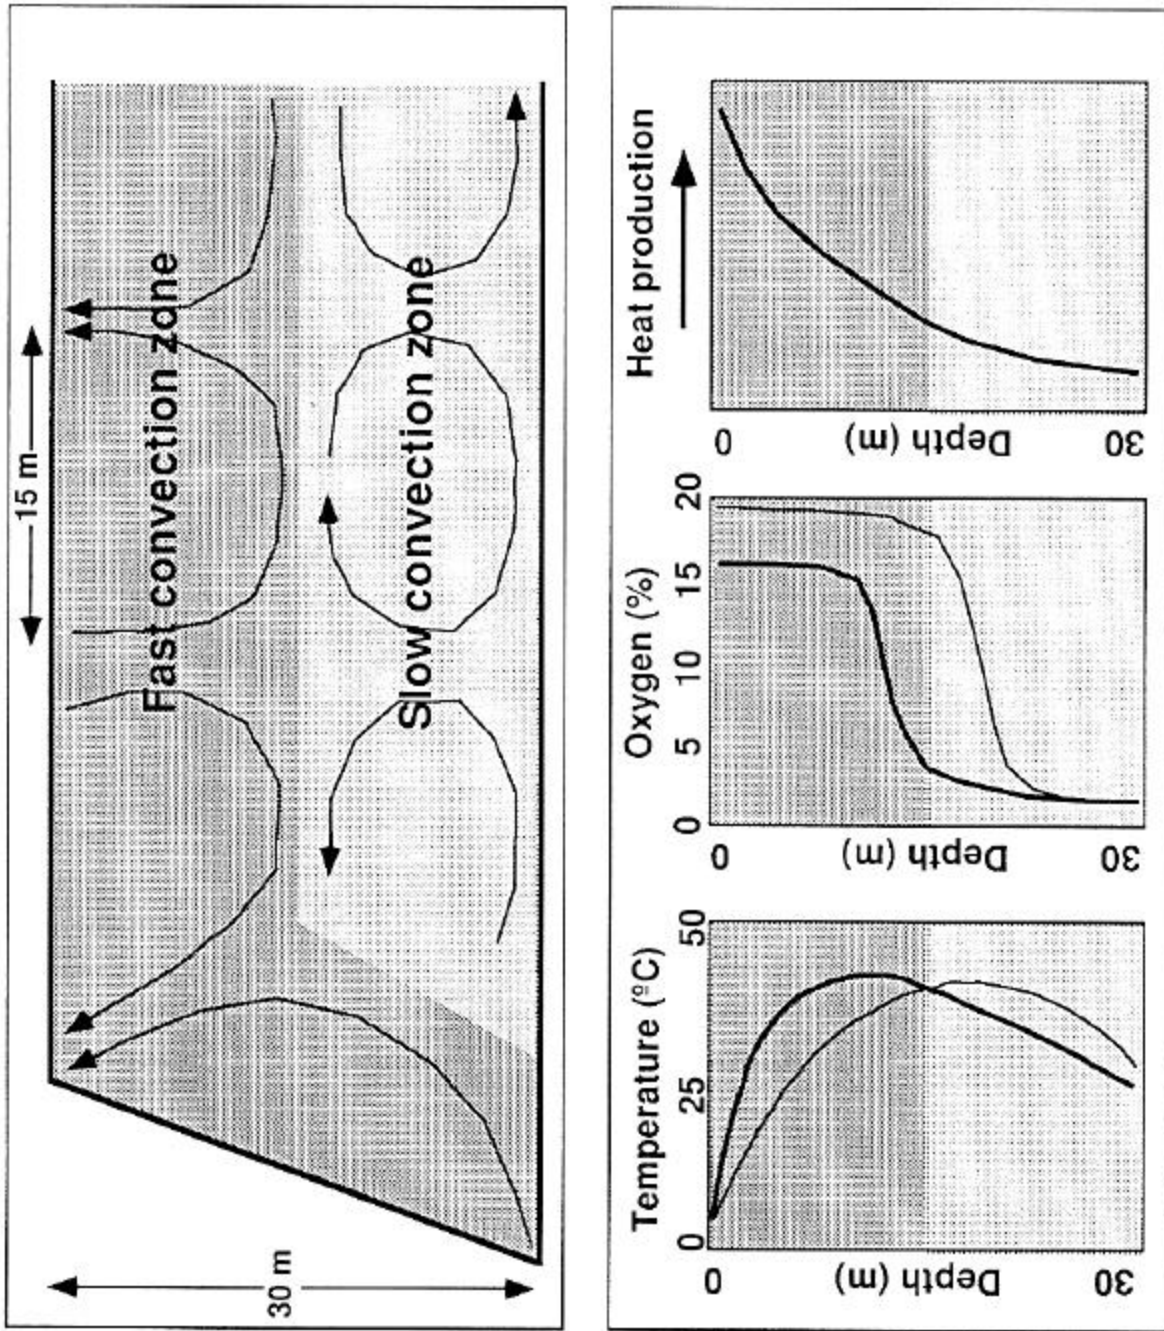 15 m
Fast convection zone
30 m
Slow convection zone
Temperature (ºC)
0 25 50
0
Depth (m)
30
Oxygen (%)
0 5 10 15 20
0
Depth (m)
30
Heat production
0
Depth (m)
30